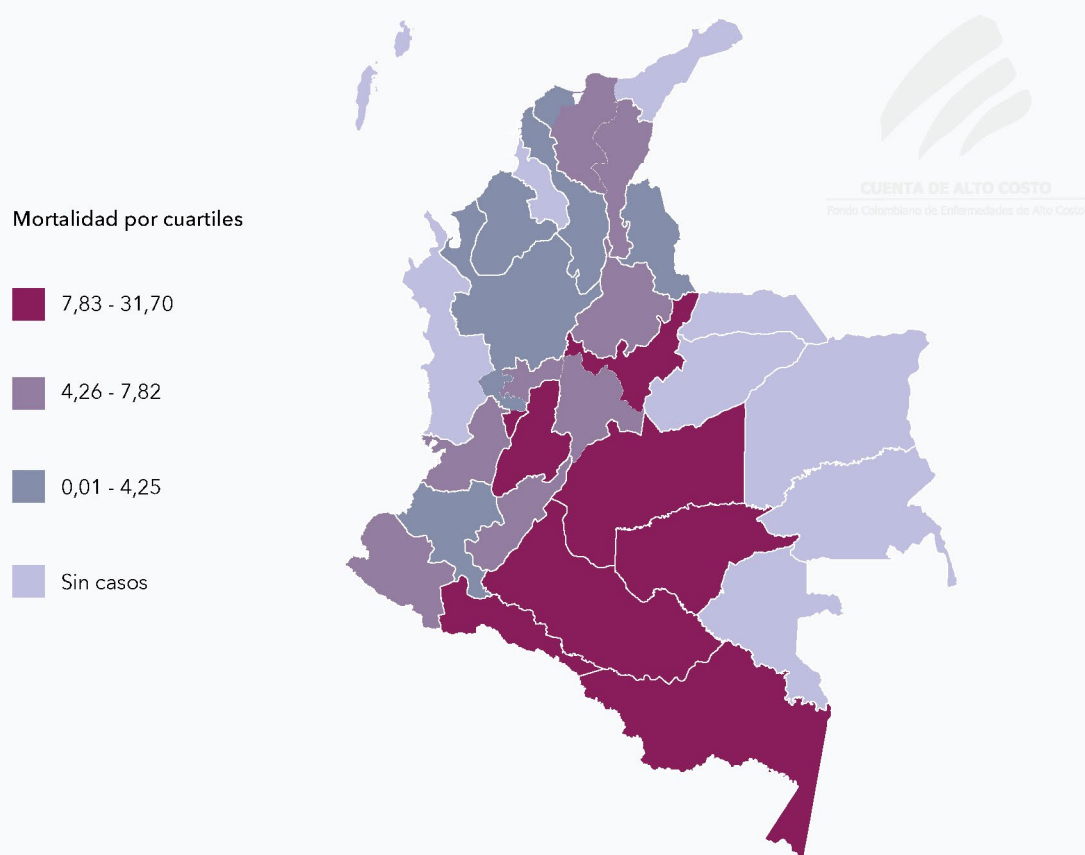 CUENTA DE ALTO COSTO
Fondo Colombiano de Enfermedades de Alto Costo
Mortalidad por cuartiles
7,83 - 31,70
4,26 - 7,82
0,01 - 4,25
Sin casos